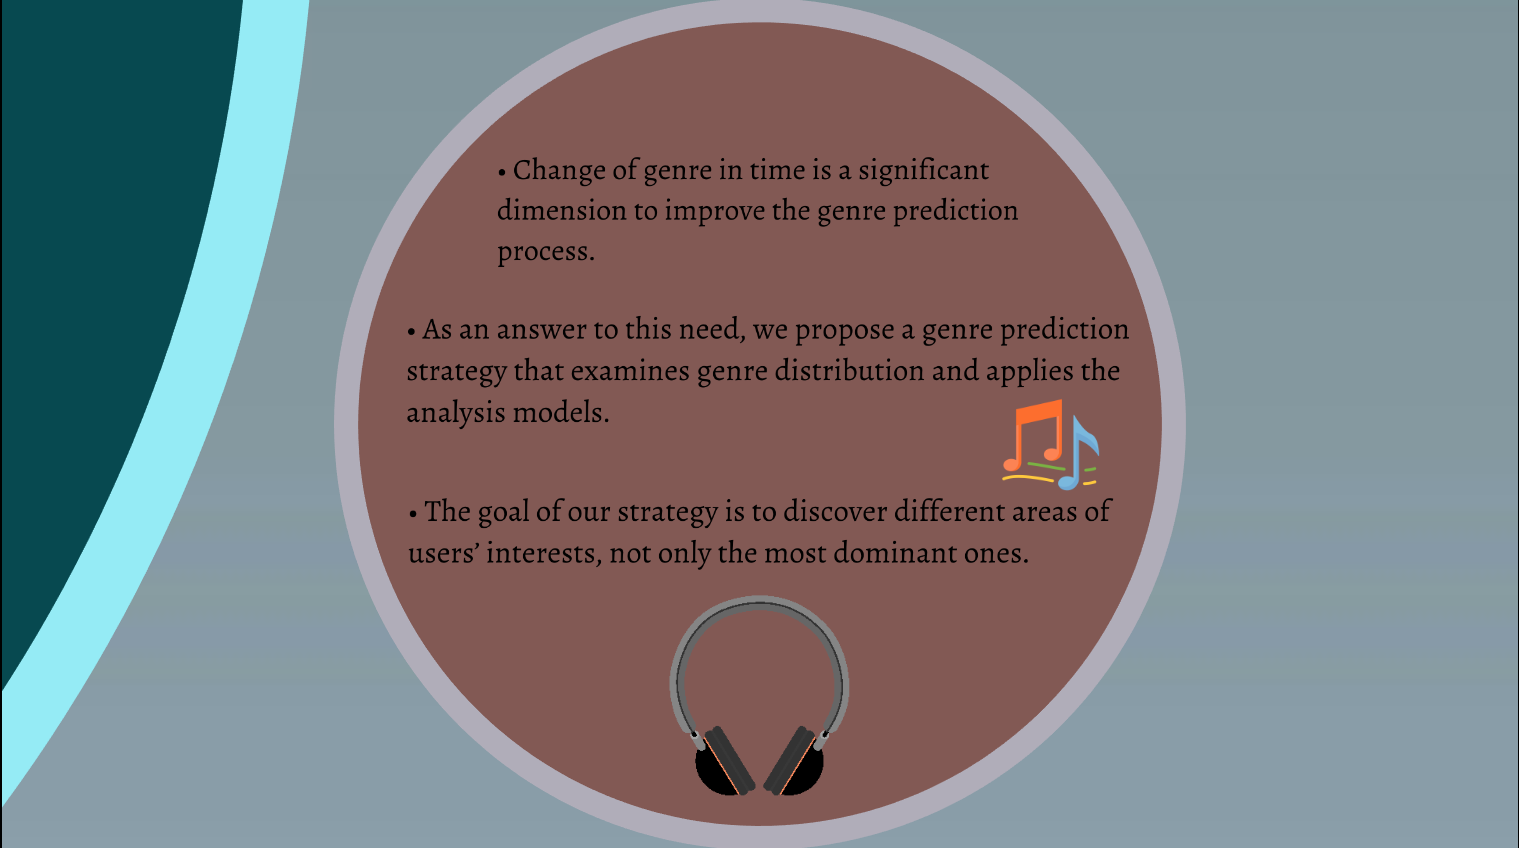 • Change of genre in time is a significant
dimension to improve the genre prediction
process.
• As an answer to this need, we propose a genre prediction
strategy that examines genre distribution and applies the
analysis models.
• The goal of our strategy is to discover different areas of
users’ interests, not only the most dominant ones.